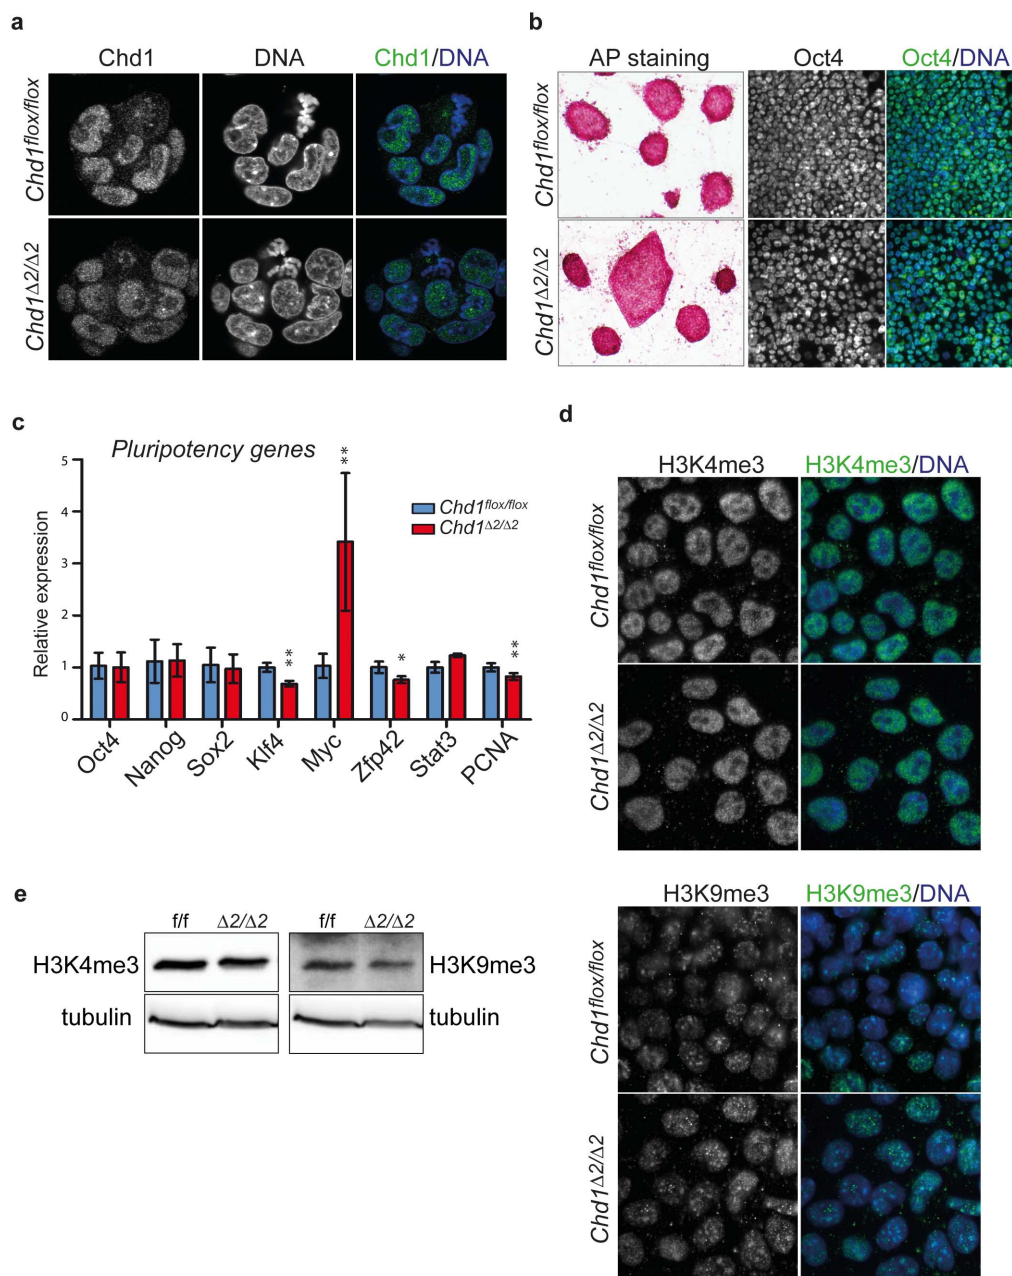 a
Chd1
DNA
Chd1/DNA
Chd1flox/flox
Chd1Δ2/Δ2
b
AP staining
Oct4
Oct4/DNA
Chd1flox/flox
Chd1Δ2/Δ2
c
Pluripotency genes
Relative expression
5
4
3
2
1
0
**
**
*
**
Chd1flox/flox
Chd1Δ2/Δ2
Oct4
Nanog
Sox2
Klf4
Myc
Zfp42
Stat3
PCNA
d
H3K4me3
H3K4me3/DNA
Chd1flox/flox
Chd1Δ2/Δ2
H3K9me3
H3K9me3/DNA
Chd1flox/flox
Chd1Δ2/Δ2
e
f/f
Δ2/Δ2
f/f
Δ2/Δ2
H3K4me3
H3K9me3
tubulin
tubulin